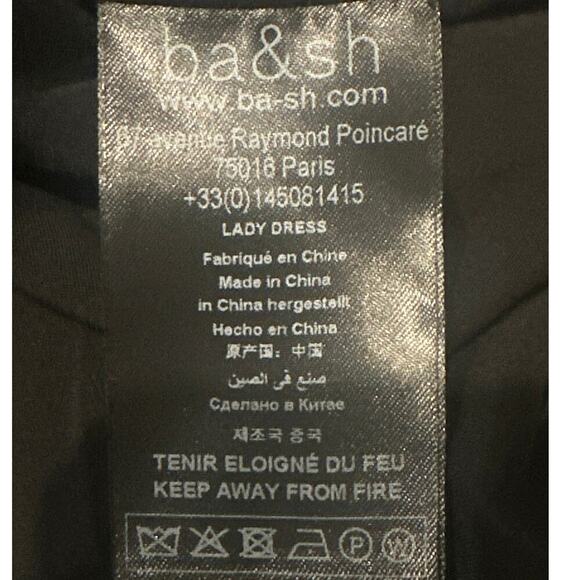 ba&sh
www.ba-sh.com
67 avenue Raymond Poincaré
75016 Paris
+33(0)145081415
LADY DRESS
Fabriqué en Chine
Made in China
in China hergestellt
Hecho en China
原产国：中国
صنع في الصين
Сделано в Китае
제조국 중국
TENIR ELOIGNÉ DU FEU
KEEP AWAY FROM FIRE
P W